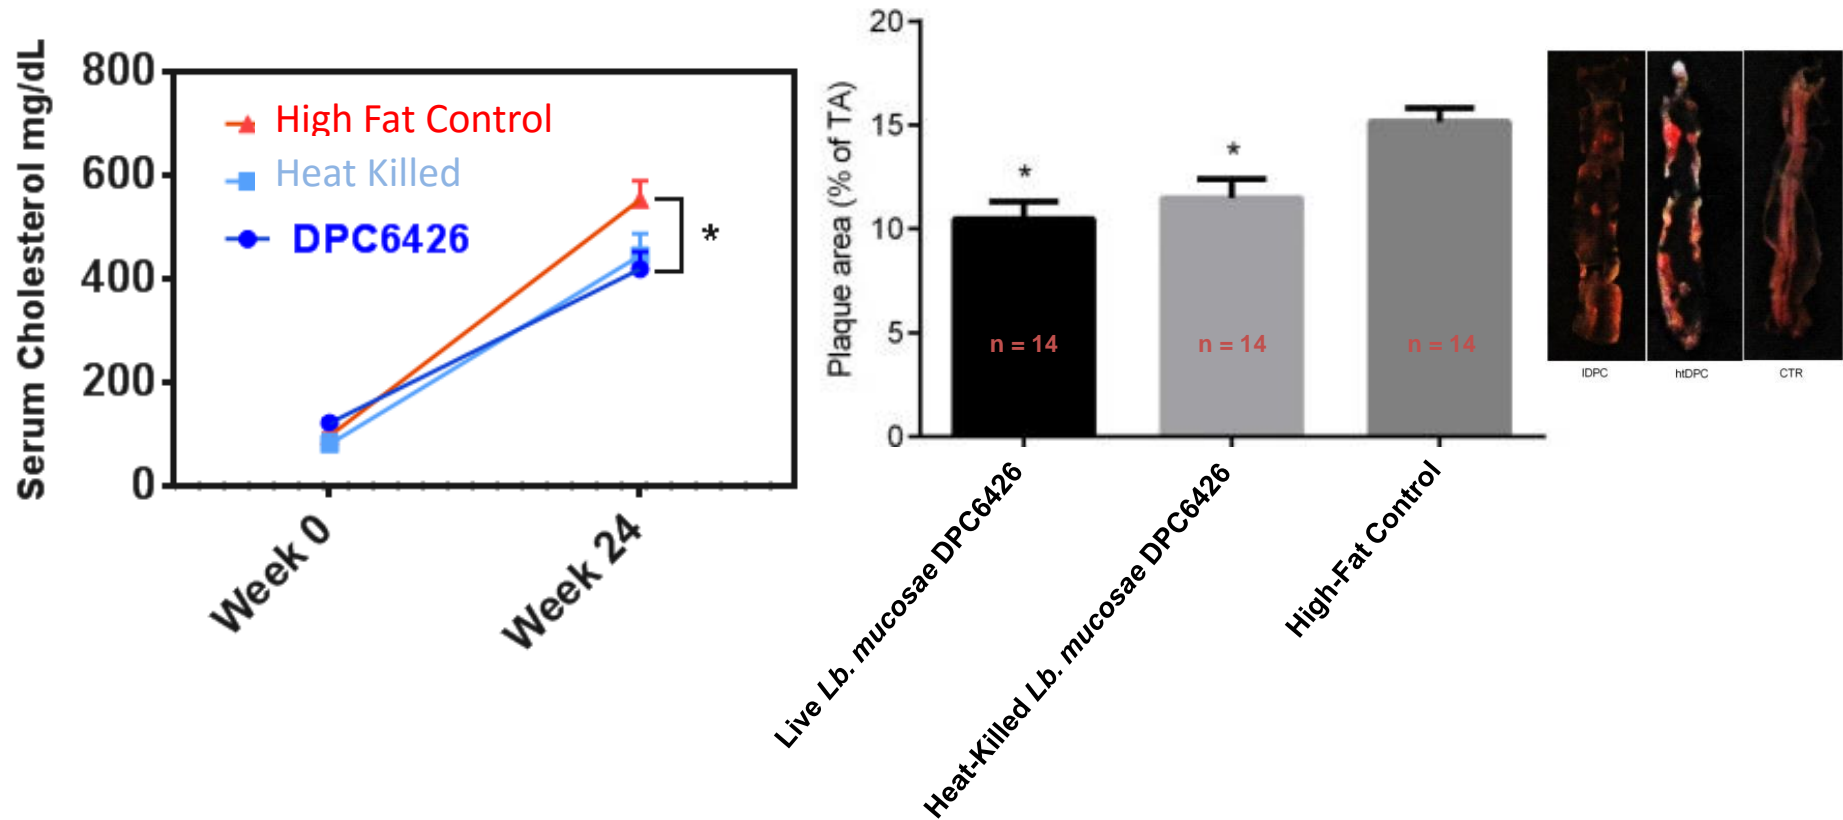 Serum Cholesterol mg/dL
800
600
400
200
0
High Fat Control
Heat Killed
DPC6426
*
Week 0
Week 24
Plaque area (% of TA)
20
15
10
5
0
*
*
n = 14
n = 14
n = 14
Live Lb. mucosae DPC6426
Heat-Killed Lb. mucosae DPC6426
High-Fat Control
lDPC
htDPC
CTR